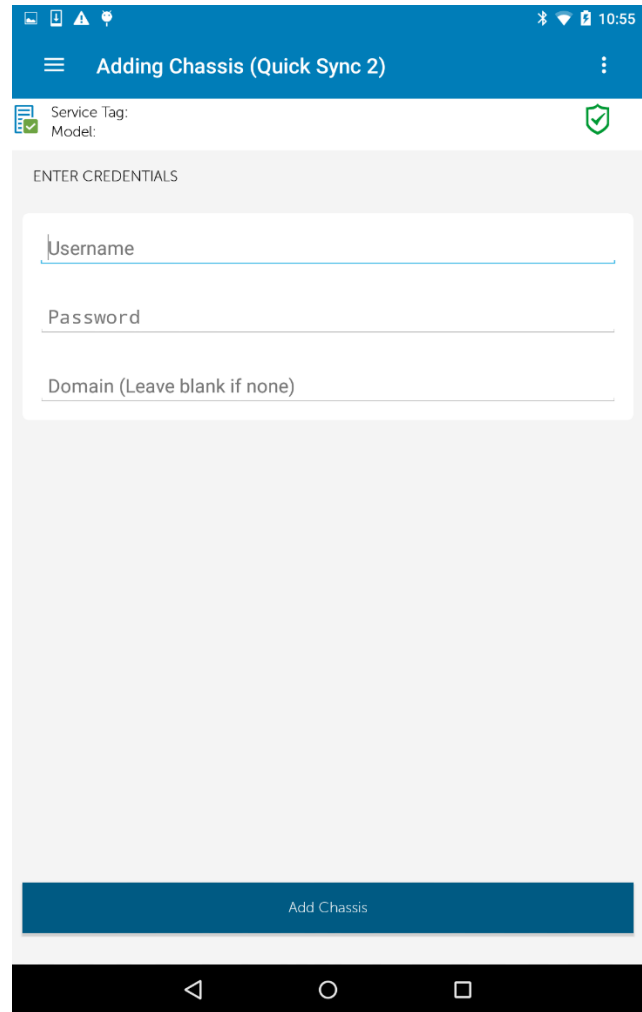 10:55
Adding Chassis (Quick Sync 2)
Service Tag:
Model:
ENTER CREDENTIALS
Username
Password
Domain (Leave blank if none)
Add Chassis